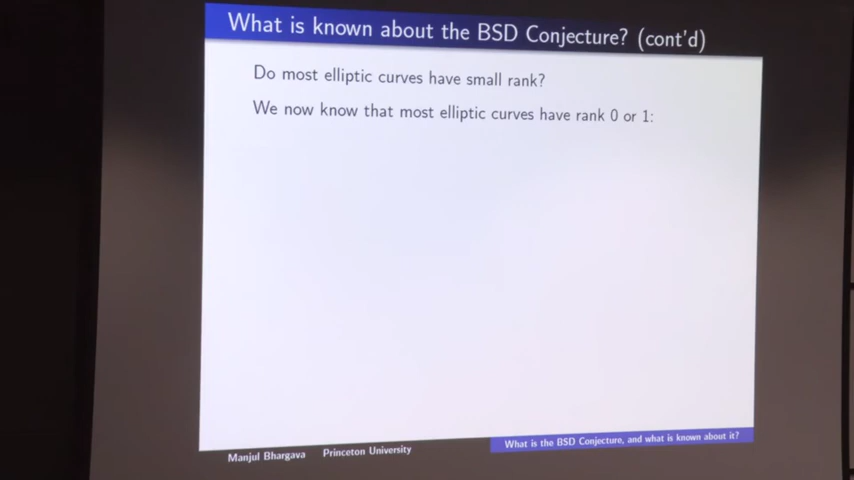 What is known about the BSD Conjecture? (cont'd)
Do most elliptic curves have small rank?
We now know that most elliptic curves have rank 0 or 1:
Manjul Bhargava Princeton University
What is the BSD Conjecture, and what is known about it?